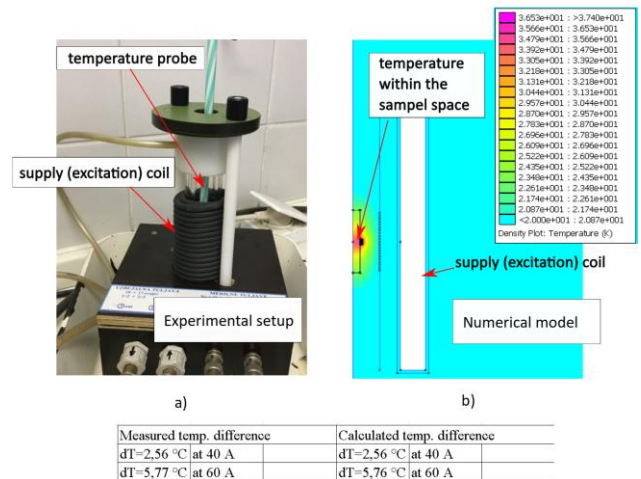 temperature probe
supply (excitation) coil
Experimental setup
a)
temperature
within the
sampel space
supply (excitation) coil
Numerical model
3.653e+001 : >3.740e+001
3.566e+001 : 3.653e+001
3.479e+001 : 3.566e+001
3.392e+001 : 3.479e+001
3.305e+001 : 3.392e+001
3.218e+001 : 3.305e+001
3.131e+001 : 3.218e+001
3.044e+001 : 3.131e+001
2.957e+001 : 3.044e+001
2.870e+001 : 2.957e+001
2.783e+001 : 2.870e+001
2.696e+001 : 2.783e+001
2.609e+001 : 2.696e+001
2.522e+001 : 2.609e+001
2.435e+001 : 2.522e+001
2.348e+001 : 2.435e+001
2.261e+001 : 2.348e+001
2.174e+001 : 2.261e+001
2.087e+001 : 2.174e+001
<2.000e+001 : 2.087e+001
Density Plot: Temperature (K)
b)
Measured temp. difference Calculated temp. difference
dT=2,56 °C at 40 A dT=2,56 °C at 40 A
dT=5,77 °C at 60 A dT=5,76 °C at 60 A